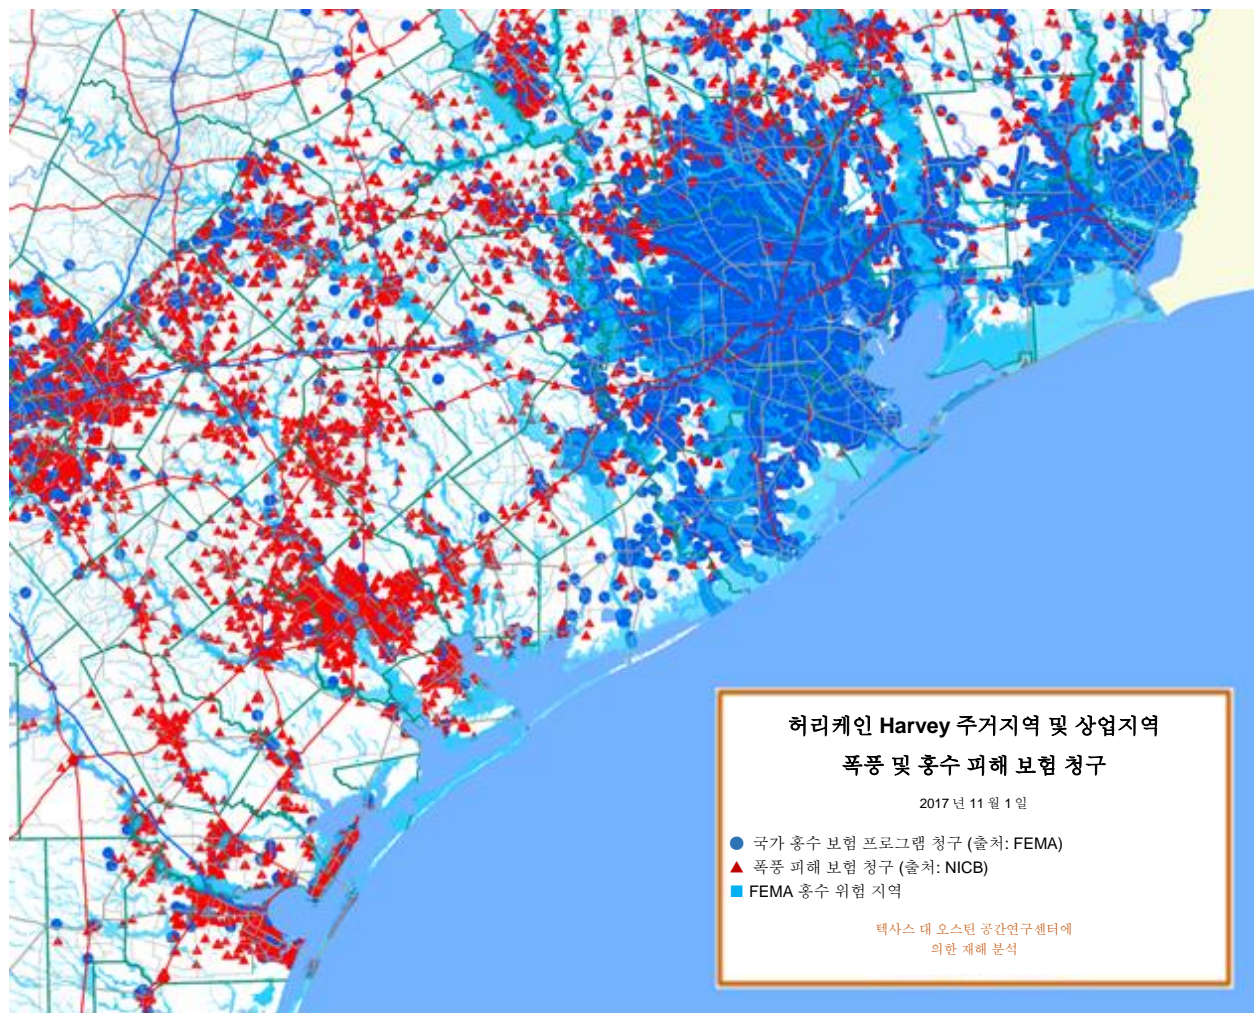 허리케인 Harvey 주거지역 및 상업지역
폭풍 및 홍수 피해 보험 청구
2017 년 11 월 1 일
국가 홍수 보험 프로그램 청구 (출처: FEMA)
폭풍 피해 보험 청구 (출처: NICB)
FEMA 홍수 위험 지역
텍사스 대 오스틴 공간연구센터에
의한 재해 분석